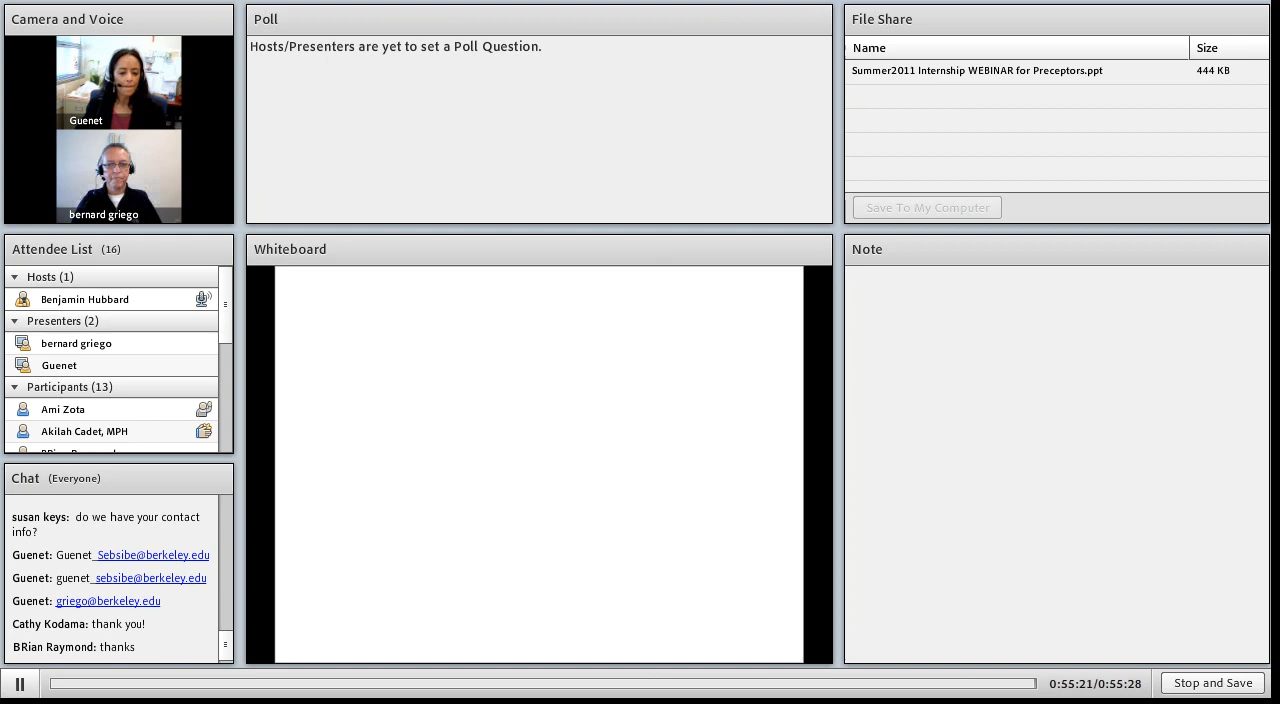 Camera and Voice
Guenet
bernard griego
Poll
Hosts/Presenters are yet to set a Poll Question.
File Share
Name Size
Summer2011 Internship WEBINAR for Preceptors.ppt 444 KB
Save To My Computer
Attendee List (16)
Hosts (1)
Benjamin Hubbard
Presenters (2)
bernard griego
Guenet
Participants (13)
Ami Zota
Akilah Cadet, MPH
Chat (Everyone)
susan keys: do we have your contact
info?
Guenet: Guenet_Sebsibe@berkeley.edu
Guenet: guenet_sebsibe@berkeley.edu
Guenet: griego@berkeley.edu
Cathy Kodama: thank you!
BRian Raymond: thanks
Whiteboard
Note
0:55:21/0:55:28
Stop and Save